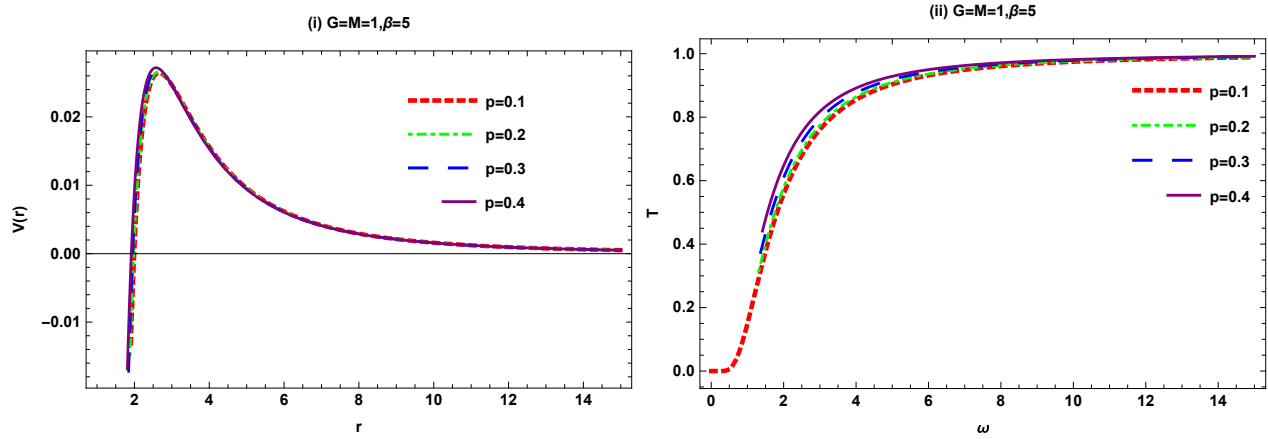 (i) G=M=1,β=5
V(r)
0.02
0.01
0.00
−0.01
p=0.1
p=0.2
p=0.3
p=0.4
2 4 6 8 10 12 14
r
(ii) G=M=1,β=5
T
1.0
0.8
0.6
0.4
0.2
0.0
p=0.1
p=0.2
p=0.3
p=0.4
0 2 4 6 8 10 12 14
ω